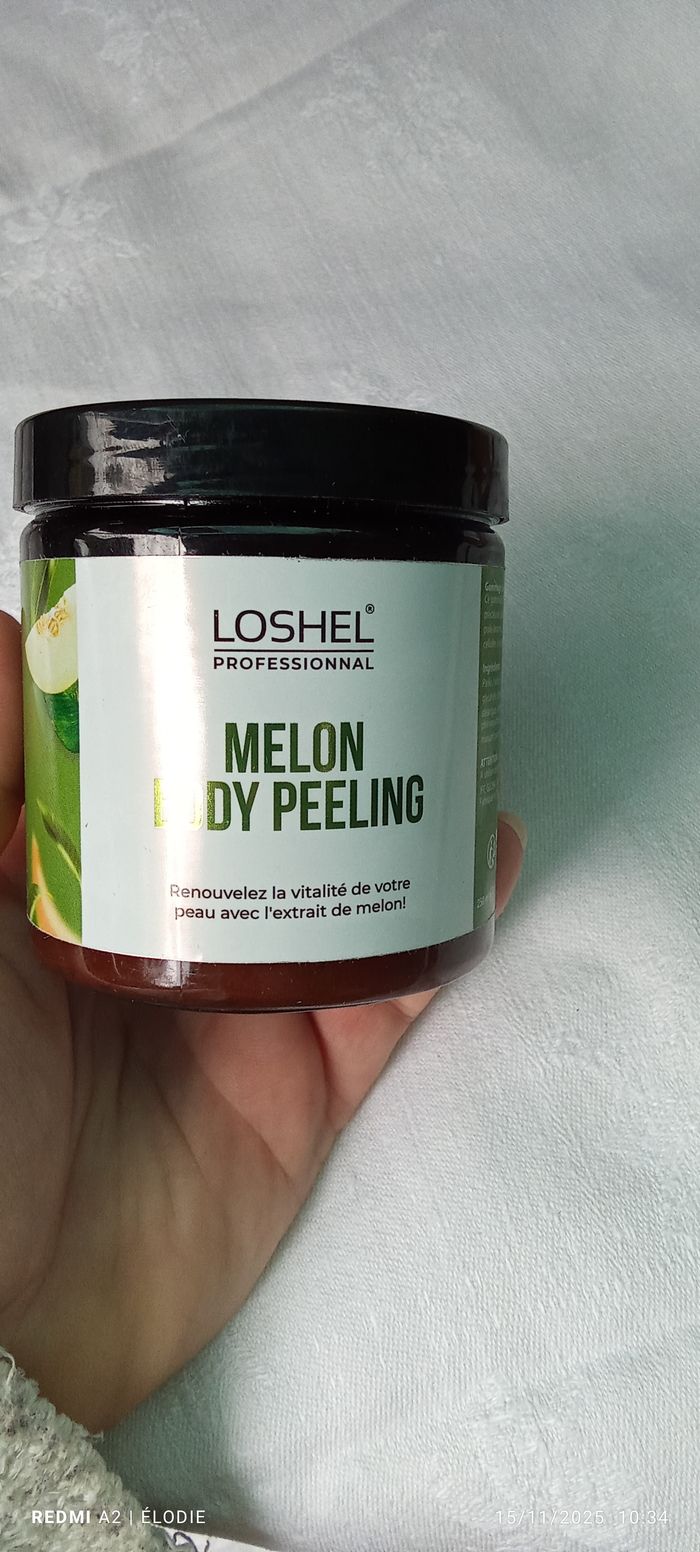 LOSHEL®
PROFESSIONNAL
MELON
BODY PEELING
Renouvelez la vitalité de votre
peau avec l'extrait de melon!
ATTENTION
REDMI A2 | ÉLODIE
15/11/2025 10:34